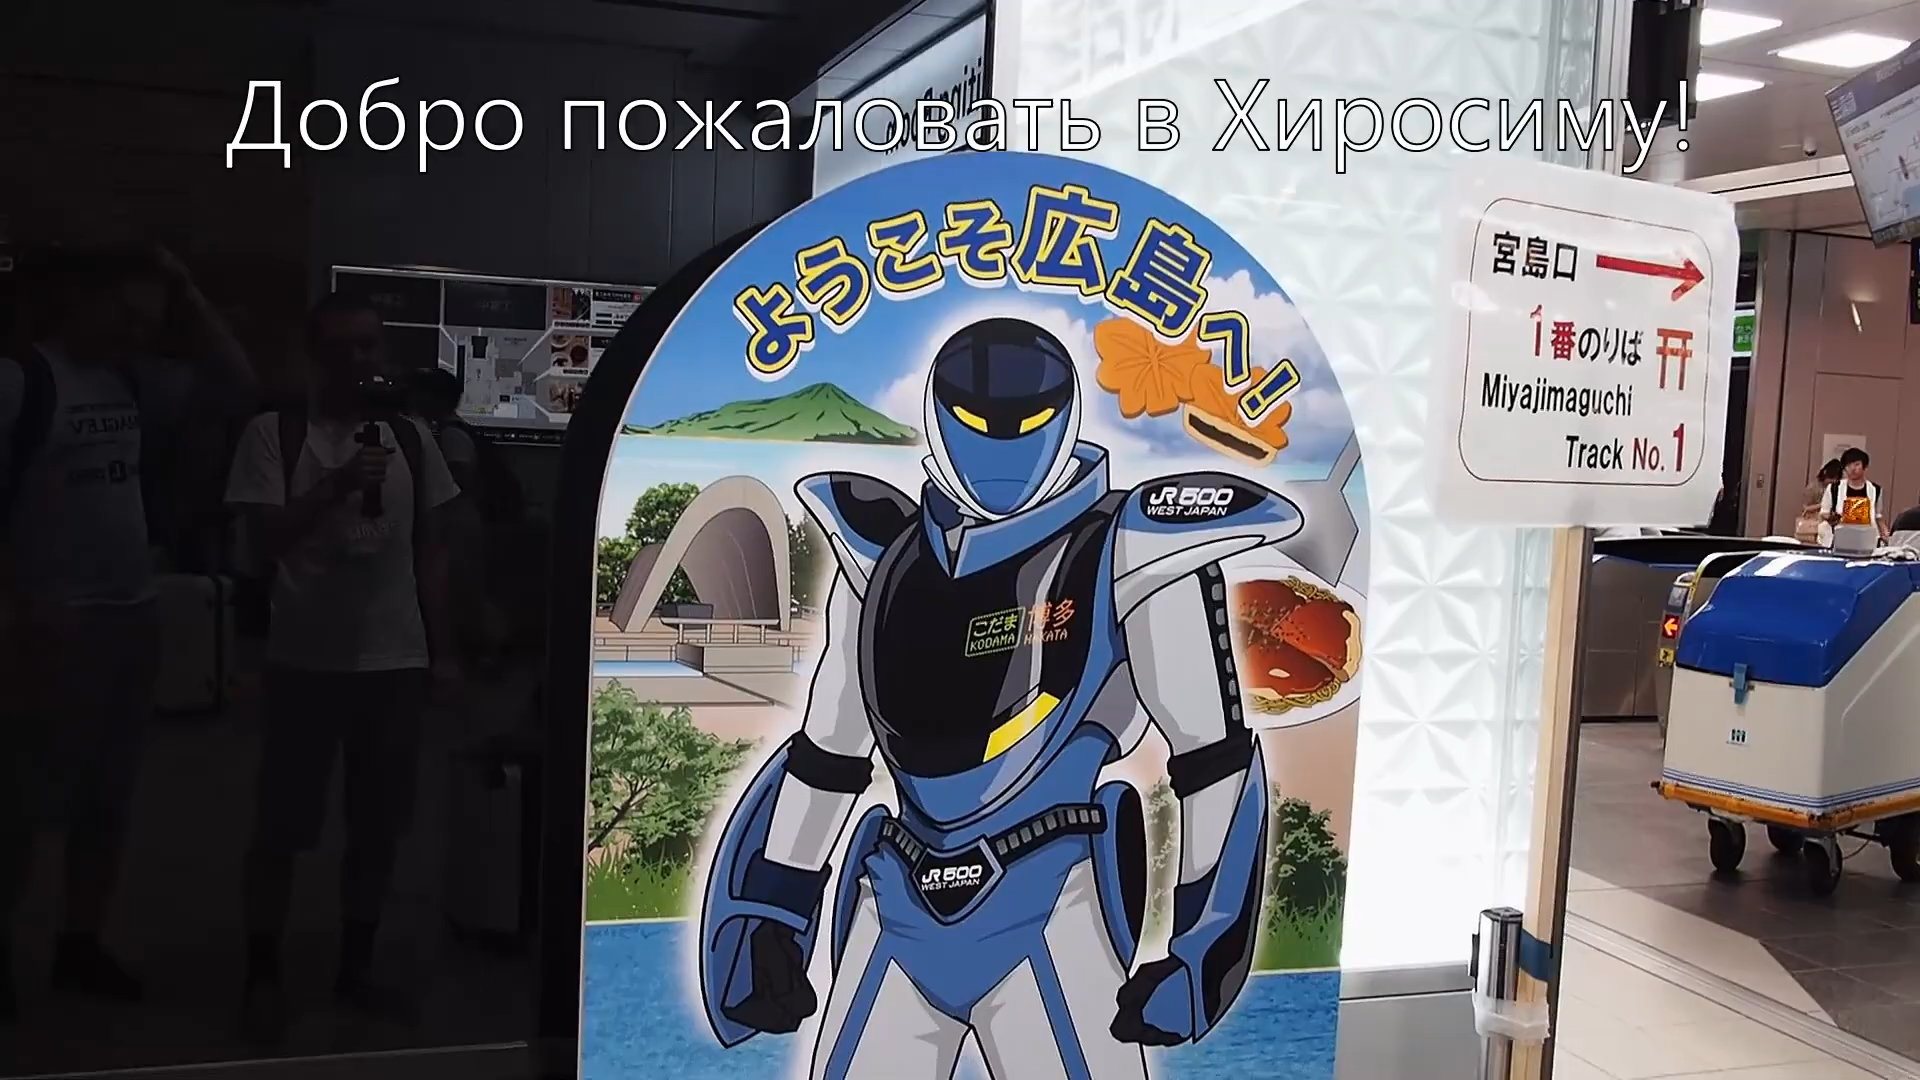 Добро пожаловать в Хиросиму!
ようこそ広島へ!
宮島口
1番のりば
Miyajimaguchi
Track No. 1
JR500
WEST JAPAN
こだま 博多
KODAMA HAKATA
JR500
WEST JAPAN